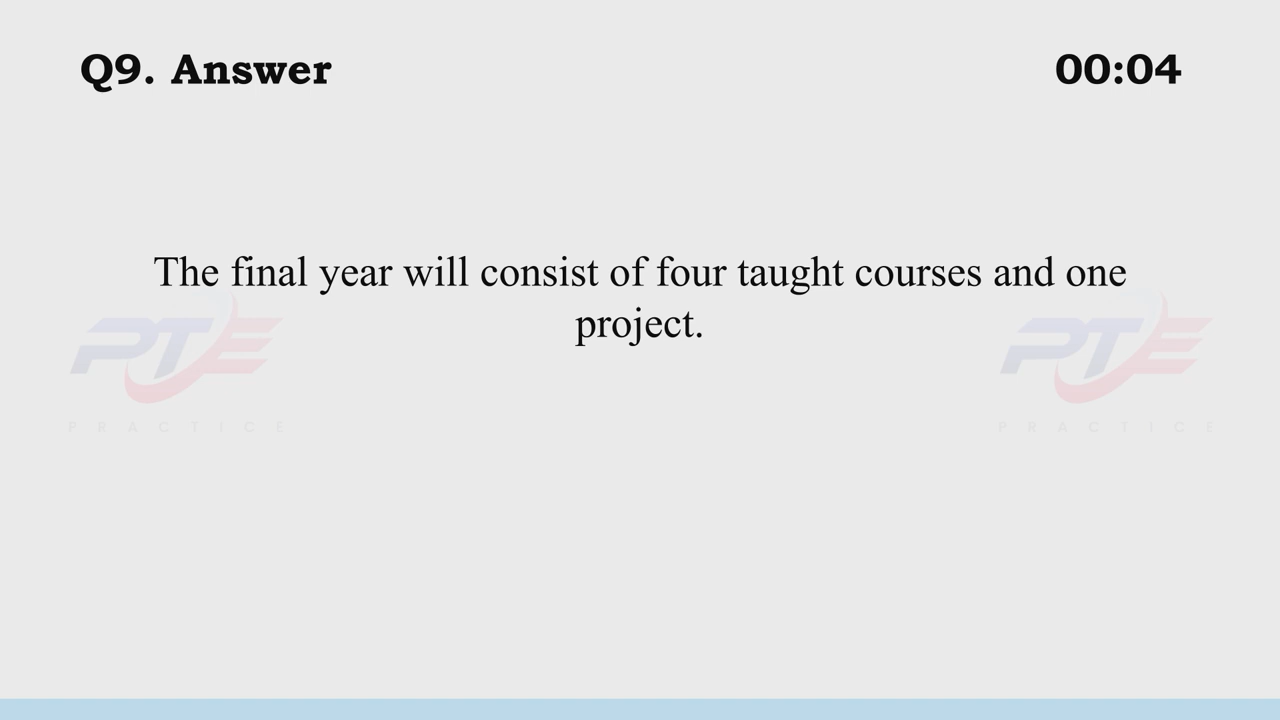 Q9. Answer
00:04
The final year will consist of four taught courses and one
project.
PTE
PRACTICE
PTE
PRACTICE